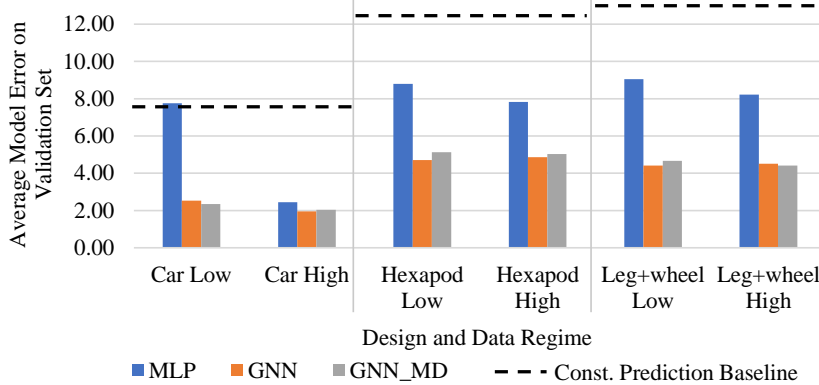 Average Model Error on
Validation Set
12.00
10.00
8.00
6.00
4.00
2.00
0.00
Car Low
Car High
Hexapod
Low
Hexapod
High
Leg+wheel
Low
Leg+wheel
High
Design and Data Regime
MLP
GNN
GNN_MD
Const. Prediction Baseline